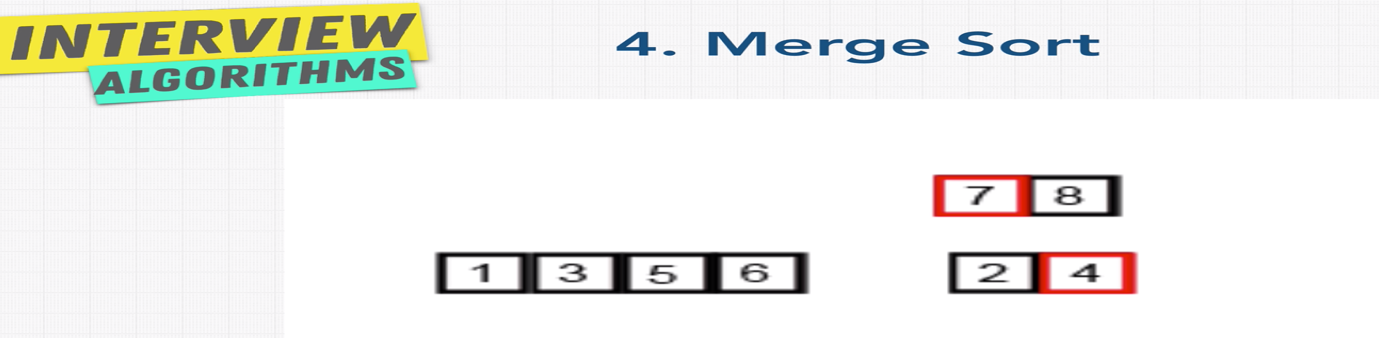 INTERVIEW
ALGORITHMS
4. Merge Sort
7 8
1 3 5 6
2 4